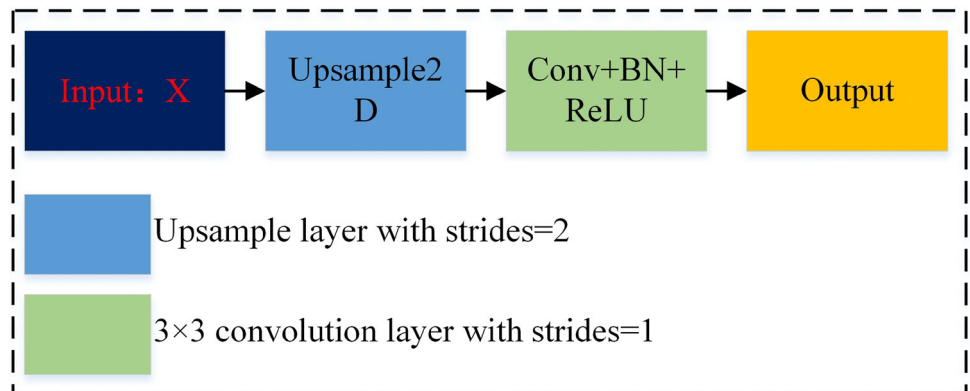 Input：X
Upsample2
D
Conv+BN+
ReLU
Output
Upsample layer with strides=2
3×3 convolution layer with strides=1